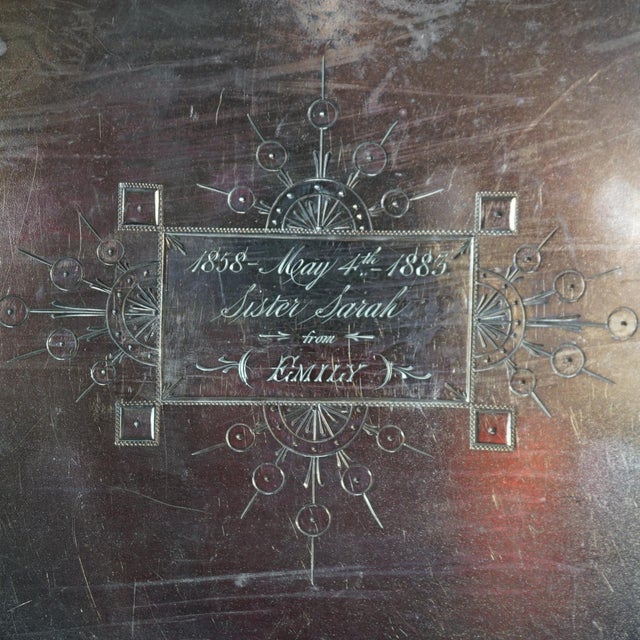 1858-May 4th-1883
Sister Sarah
from
EMILY